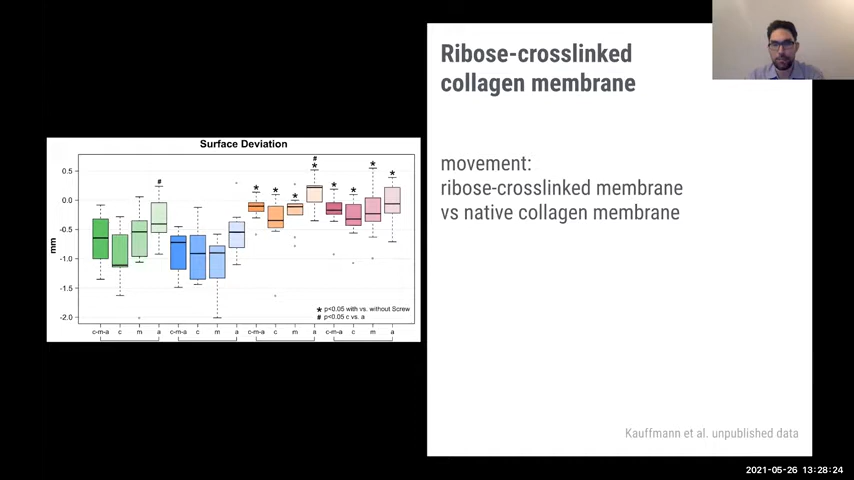 Ribose-crosslinked
collagen membrane
movement:
ribose-crosslinked membrane
vs native collagen membrane
Surface Deviation
mm
0.5
0.0
-0.5
-1.0
-1.5
-2.0
#
* * * # * * * * *
* p<0.05 with vs. without Screw
# p<0.05 c vs. a
c-m-a c m a c-m-a c m a c-m-a c m a c-m-a c m a
Kauffmann et al. unpublished data
2021-05-26 13:28:24